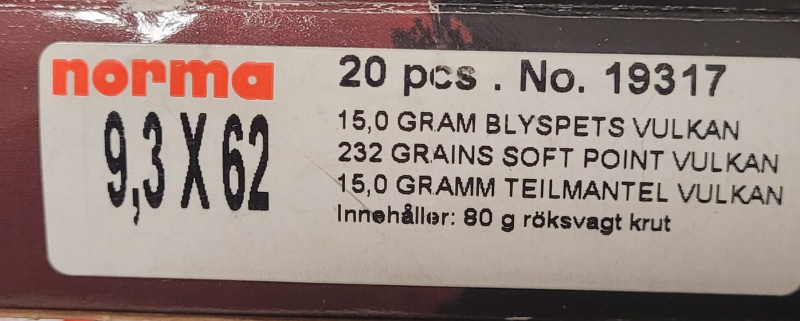 norma
9,3 X 62
20 pcs . No. 19317
15,0 GRAM BLYSPETS VULKAN
232 GRAINS SOFT POINT VULKAN
15,0 GRAMM TEILMANTEL VULKAN
Innehåller: 80 g röksvagt krut